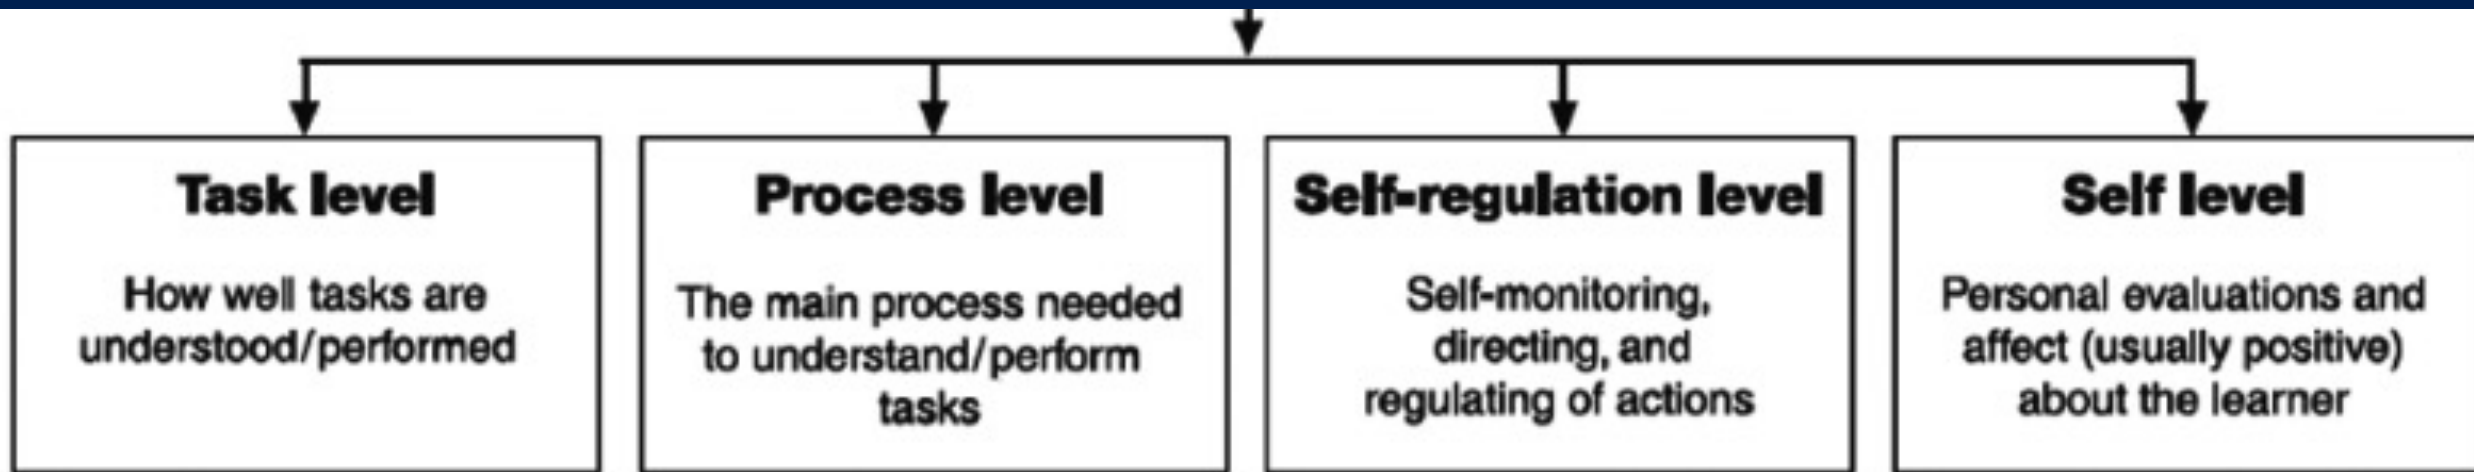 Task level
How well tasks are
understood/performed
Process level
The main process needed
to understand/perform
tasks
Self-regulation level
Self-monitoring,
directing, and
regulating of actions
Self level
Personal evaluations and
affect (usually positive)
about the learner